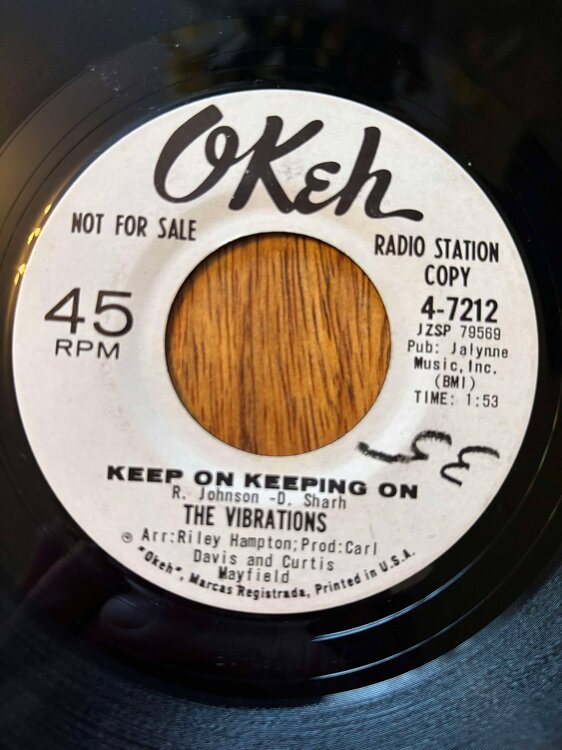 OKeh
NOT FOR SALE
RADIO STATION
COPY
45
RPM
4-7212
JZSP 79569
Pub: Jalynne
Music, Inc.
(BMI)
TIME: 1:53
KEEP ON KEEPING ON
R. Johnson -D. Sharh
THE VIBRATIONS
℗ Arr:Riley Hampton;Prod:Carl
Davis and Curtis
Mayfield
"Okeh", Marcas Registrada, Printed in U.S.A.